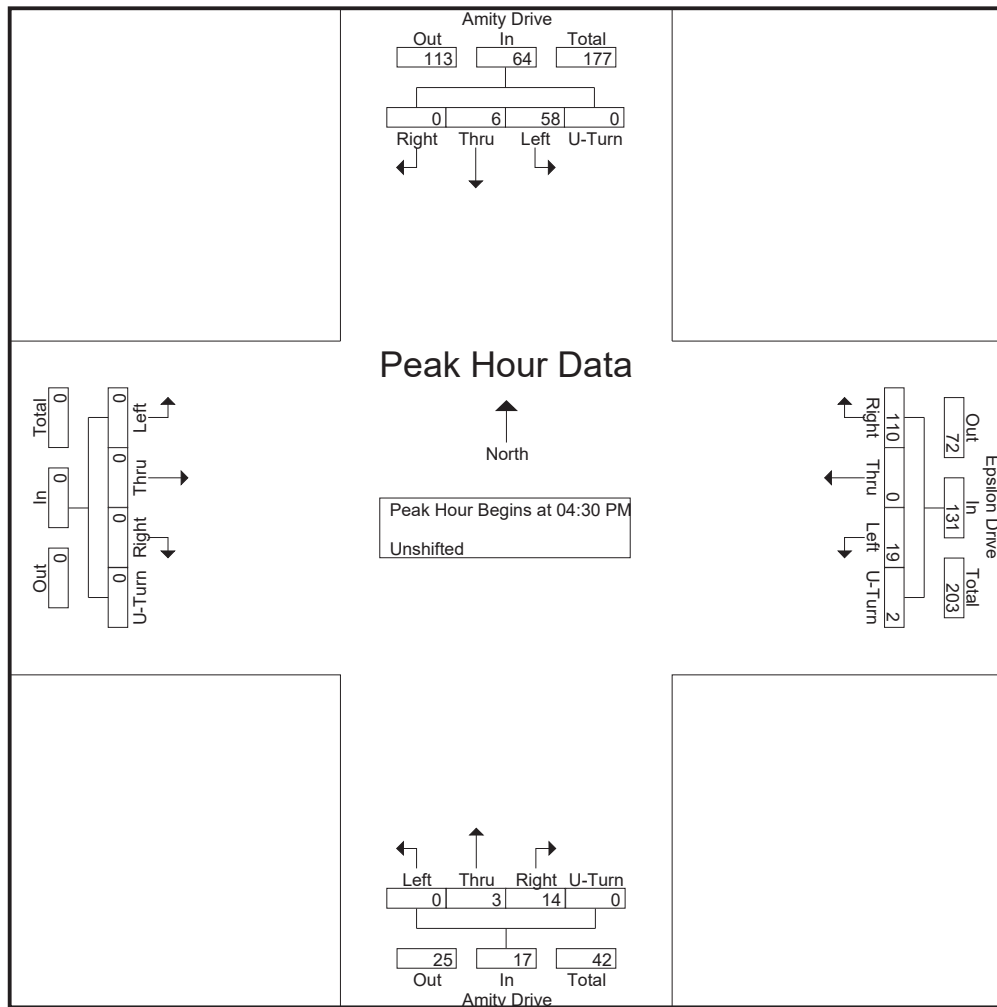 Amity Drive
Out In Total
113 64 177
0 6 58 0
Right Thru Left U-Turn
Peak Hour Data
North
Peak Hour Begins at 04:30 PM
Unshifted
Total In Out
0 0 0
0 0 0 0
Left Thru Right U-Turn
Right Thru Left U-Turn
110 0 19 2
Out In Total
72 131 203
Epsilon Drive
Left Thru Right U-Turn
0 3 14 0
25 17 42
Out In Total
Amity Drive